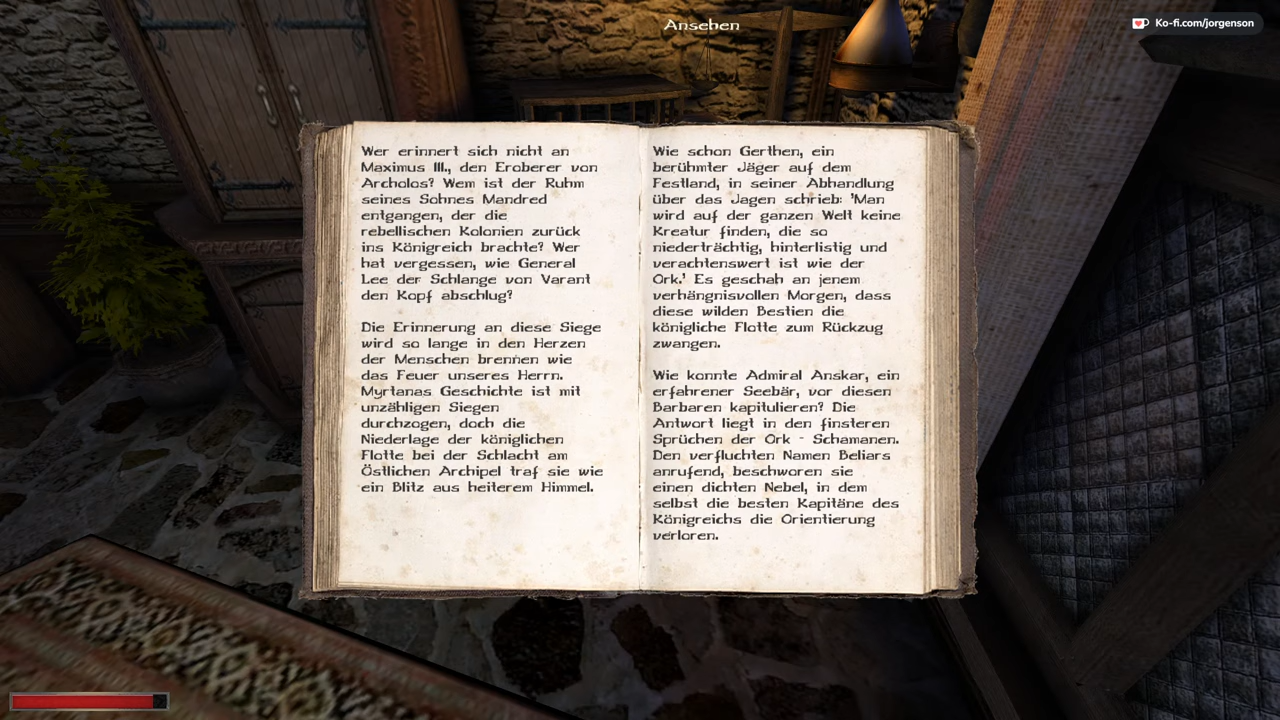 Ansehen
Ko-fi.com/jorgenson
Wer erinnert sich nicht an
Maximus III., den Eroberer von
Archolos? Wem ist der Ruhm
seines Sohnes Mandred
entgangen, der die
rebellischen Kolonien zurück
ins Königreich brachte? Wer
hat vergessen, wie General
Lee der Schlange von Varant
den Kopf abschlug?
Die Erinnerung an diese Siege
wird so lange in den Herzen
der Menschen brennen wie
das Feuer unseres Herrn.
Myrtanas Geschichte ist mit
unzähligen Siegen
durchzogen, doch die
Niederlage der königlichen
Flotte bei der Schlacht am
Östlichen Archipel traf sie wie
ein Blitz aus heiterem Himmel.
Wie schon Gerthen, ein
berühmter Jäger auf dem
Festland, in seiner Abhandlung
über das Jagen schrieb: 'Man
wird auf der ganzen Welt keine
Kreatur finden, die so
niederträchtig, hinterlistig und
verachtenswert ist wie der
Ork.' Es geschah an jenem
verhängnisvollen Morgen, dass
diese wilden Bestien die
königliche Flotte zum Rückzug
zwangen.
Wie konnte Admiral Anskar, ein
erfahrener Seebär, vor diesen
Barbaren kapitulieren? Die
Antwort liegt in den finsteren
Sprüchen der Ork - Schamanen.
Den verfluchten Namen Beliars
anrufend, beschworen sie
einen dichten Nebel, in dem
selbst die besten Kapitäne des
Königreichs die Orientierung
verloren.